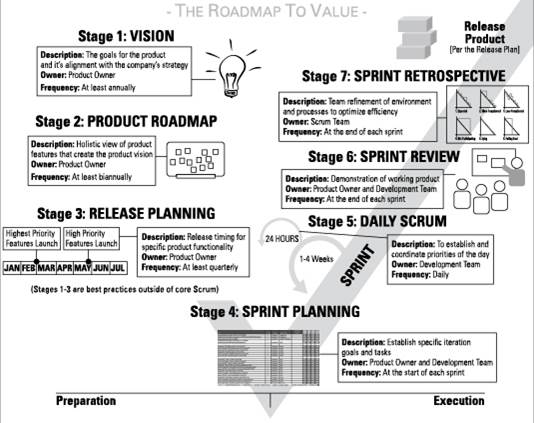 - THE ROADMAP TO VALUE -
Release
Product
[Per the Release Plan]
Stage 1: VISION
Description: The goals for the product
and it's alignment with the company's strategy
Owner: Product Owner
Frequency: At least annually
Stage 2: PRODUCT ROADMAP
Description: Holistic view of product
features that create the product vision
Owner: Product Owner
Frequency: At least biannually
Stage 3: RELEASE PLANNING
Highest Priority
Features Launch
High Priority
Features Launch
JAN FEB MAR APR MAY JUN JUL
Description: Release timing for
specific product functionality
Owner: Product Owner
Frequency: At least quarterly
(Stages 1-3 are best practices outside of core Scrum)
Stage 7: SPRINT RETROSPECTIVE
Description: Team refinement of environment
and processes to optimize efficiency
Owner: Scrum Team
Frequency: At the end of each sprint
Stage 6: SPRINT REVIEW
Description: Demonstration of working product
Owner: Product Owner and Development Team
Frequency: At the end of each sprint
Stage 5: DAILY SCRUM
24 HOURS
1-4 Weeks
SPRINT
Description: To establish and
coordinate priorities of the day
Owner: Development Team
Frequency: Daily
Stage 4: SPRINT PLANNING
Description: Establish specific iteration
goals and tasks
Owner: Product Owner and Development Team
Frequency: At the start of each sprint
Preparation
Execution